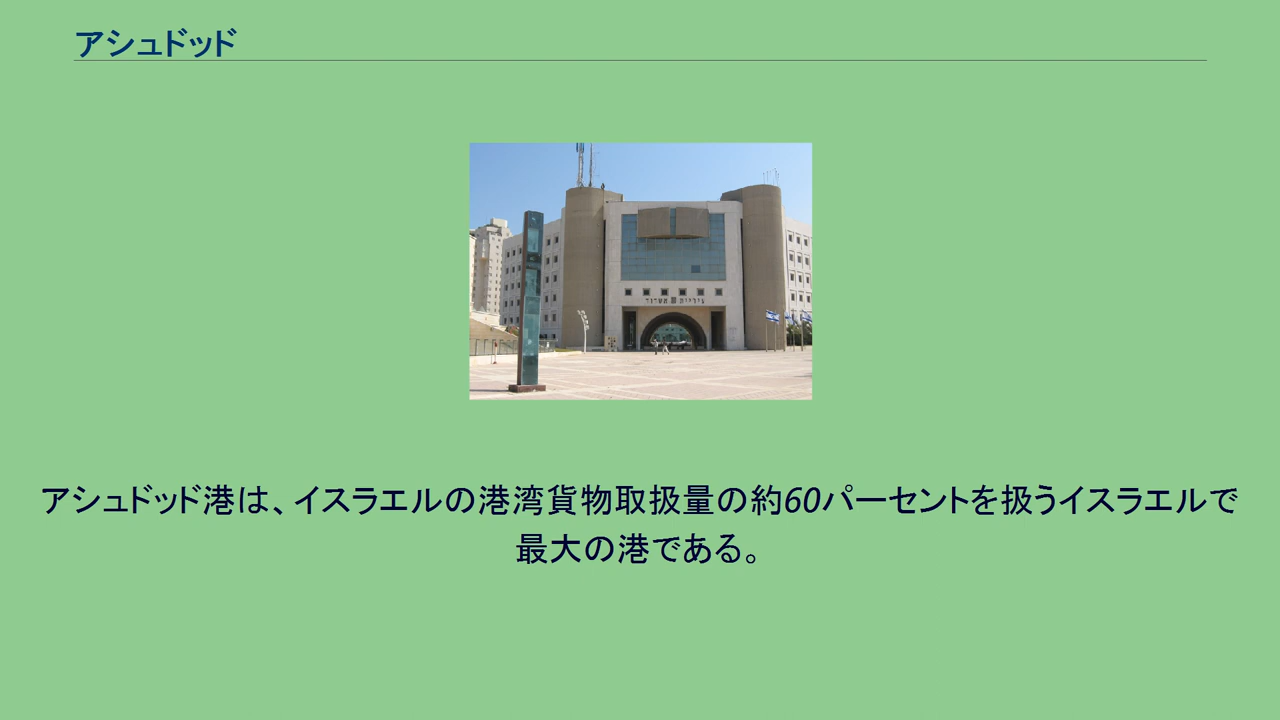 アシュドッド
עיריית אשדוד
アシュドッド港は、イスラエルの港湾貨物取扱量の約60パーセントを扱うイスラエルで
最大の港である。